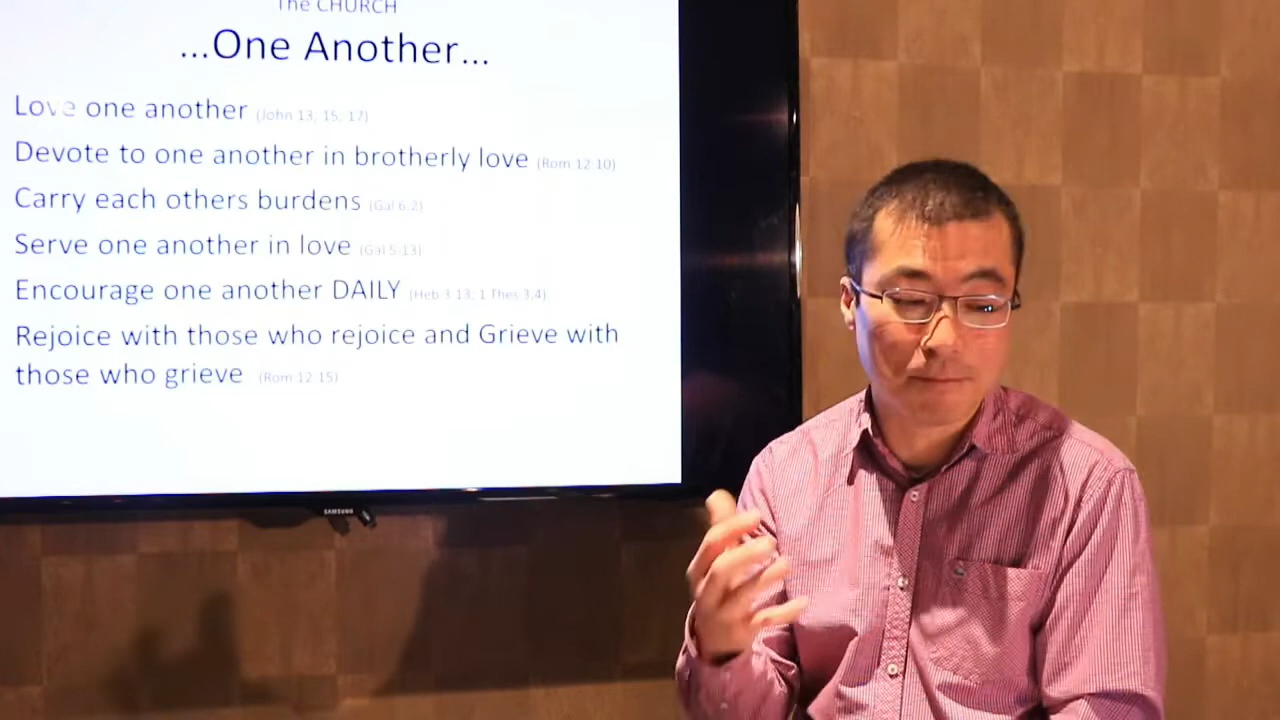 The CHURCH
...One Another...
Love one another (John 13, 15, 17)
Devote to one another in brotherly love (Rom 12:10)
Carry each others burdens (Gal 6:2)
Serve one another in love (Gal 5:13)
Encourage one another DAILY (Heb 3:13; 1 Thes 3,4)
Rejoice with those who rejoice and Grieve with
those who grieve (Rom 12:15)
SAMSUNG